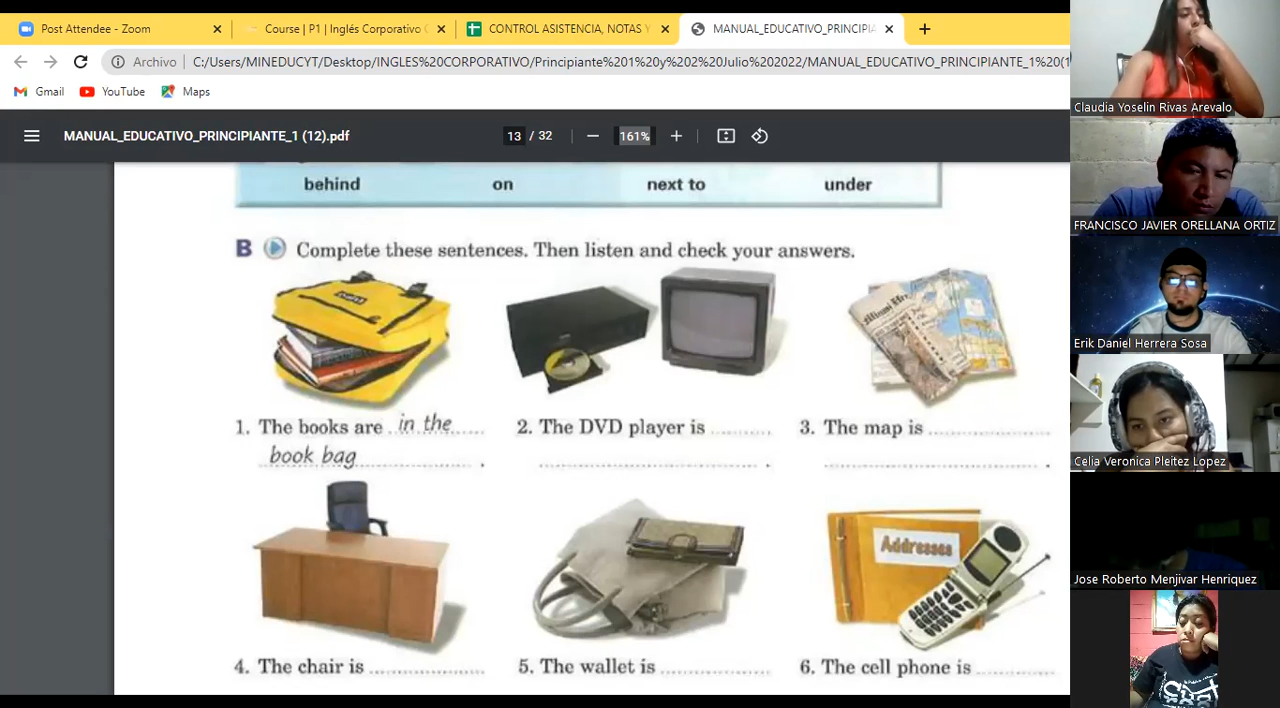 Post Attendee - Zoom
Course | P1 | Inglés Corporativo
CONTROL ASISTENCIA, NOTAS Y
MANUAL_EDUCATIVO_PRINCIPIA
Archivo
C:/Users/MINEDUCYT/Desktop/INGLES%20CORPORATIVO/Principiante%201%20y%202%20Julio%202022/MANUAL_EDUCATIVO_PRINCIPIANTE_1%20(1
Gmail
YouTube
Maps
MANUAL_EDUCATIVO_PRINCIPIANTE_1 (12).pdf
13 / 32
161%
behind on next to under
B Complete these sentences. Then listen and check your answers.
Addresses
1. The books are in the
book bag.
2. The DVD player is
.
3. The map is
.
4. The chair is
5. The wallet is
6. The cell phone is
Claudia Yoselin Rivas Arevalo
FRANCISCO JAVIER ORELLANA ORTIZ
Erik Daniel Herrera Sosa
Celia Veronica Pleitez Lopez
Jose Roberto Menjivar Henriquez